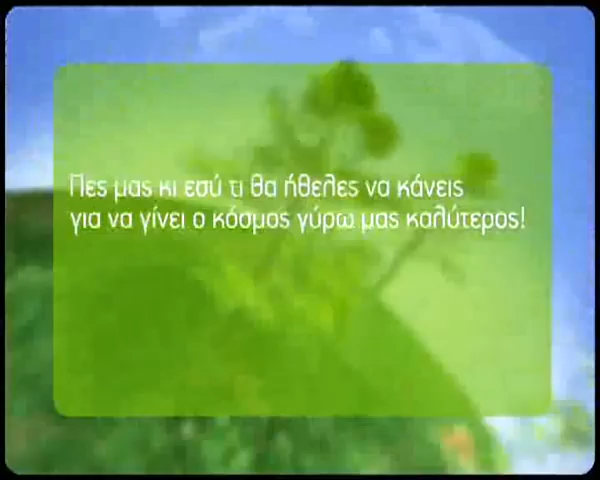 Πες μας κι εσύ τι θα ήθελες να κάνεις
για να γίνει ο κόσμος γύρω μας καλύτερος!